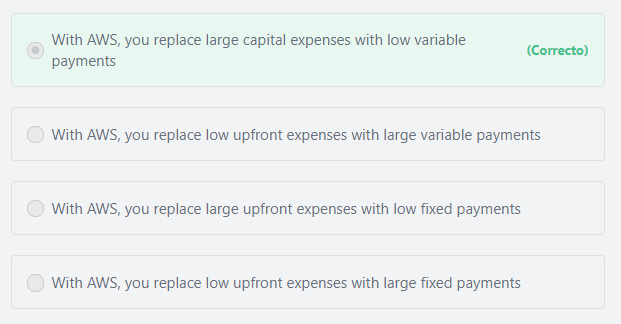 With AWS, you replace large capital expenses with low variable
payments
(Correcto)
With AWS, you replace low upfront expenses with large variable payments
With AWS, you replace large upfront expenses with low fixed payments
With AWS, you replace low upfront expenses with large fixed payments